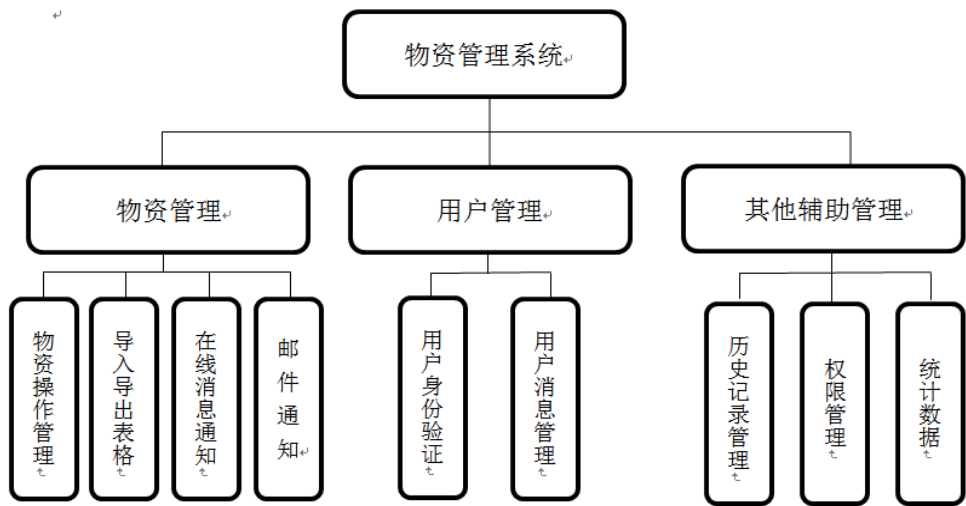 物资管理系统
物资管理
用户管理
其他辅助管理
物资操作管理
导入导出表格
在线消息通知
邮件通知
用户身份验证
用户消息管理
历史记录管理
权限管理
统计数据